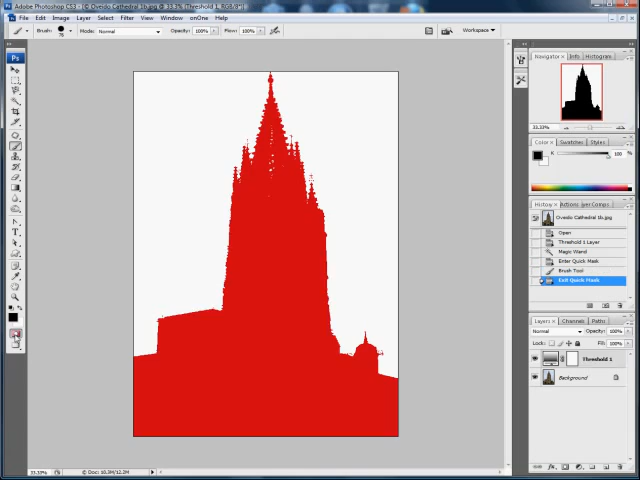 Adobe Photoshop CS3 - [© Oviedo Cathedral 1b.jpg @ 33.3% (Threshold 1, RGB/8*)]
File Edit Image Layer Select Filter Analysis View Window onOne Help
Brush: 76 Mode: Normal Opacity: 100% Flow: 100% Workspace
Ps
Navigator Info Histogram
33.33%
Color Swatches Styles
K 100 %
History Actions Layer Comps
Oviedo Cathedral 1b.jpg
Open
Threshold 1 Layer
Magic Wand
Enter Quick Mask
Brush Tool
Exit Quick Mask
Layers Channels Paths
Normal Opacity: 100%
Lock: Fill: 100%
Threshold 1
Background
33.33% Doc: 10.3M/12.2M